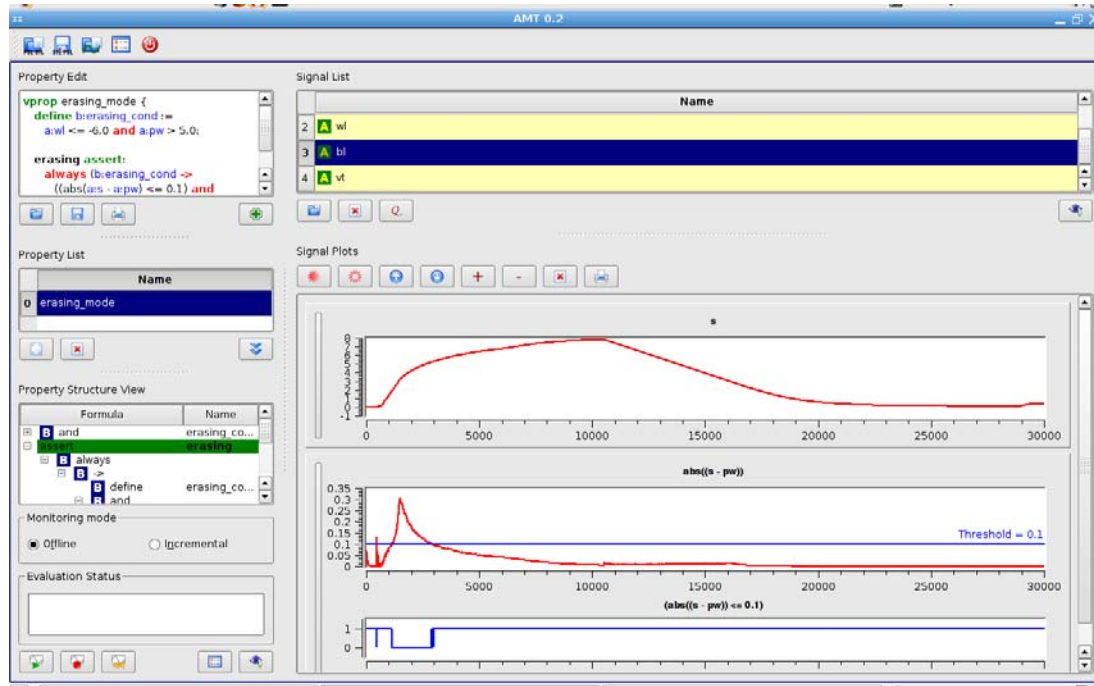 AMT 0.2
Property Edit
vprop erasing_mode {
define b:erasing_cond :=
a:wl <= -6.0 and a:pw > 5.0;
erasing assert:
always (b:erasing_cond ->
((abs(a:s - a:pw) <= 0.1) and
Signal List
Name
2 A wl
3 A bl
4 A vt
Property List
Name
0 erasing_mode
Property Structure View
Formula Name
B and erasing_co...
assert erasing
B always
B ->
B define erasing_co...
B and
Monitoring mode
Offline Incremental
Evaluation Status
Signal Plots
s
8
7
6
5
4
3
2
1
0
-1
0 5000 10000 15000 20000 25000 30000
abs((s - pw))
0.35
0.3
0.25
0.2
0.15
0.1
0.05
0
Threshold = 0.1
0 5000 10000 15000 20000 25000 30000
(abs((s - pw)) <= 0.1)
1
0